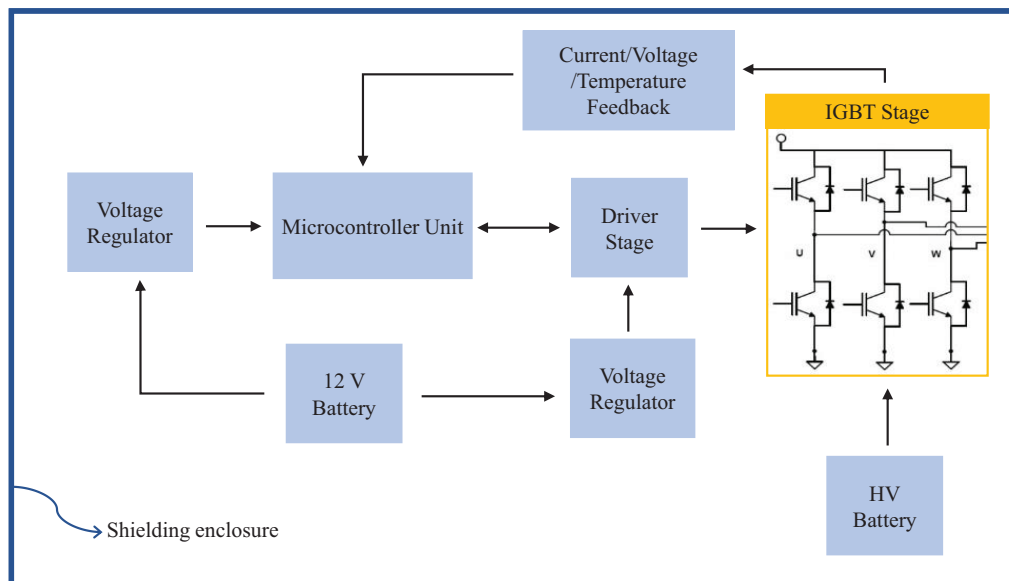 Current/Voltage
/Temperature
Feedback
IGBT Stage
Voltage
Regulator
Microcontroller Unit
Driver
Stage
U
V
W
12 V
Battery
Voltage
Regulator
HV
Battery
Shielding enclosure